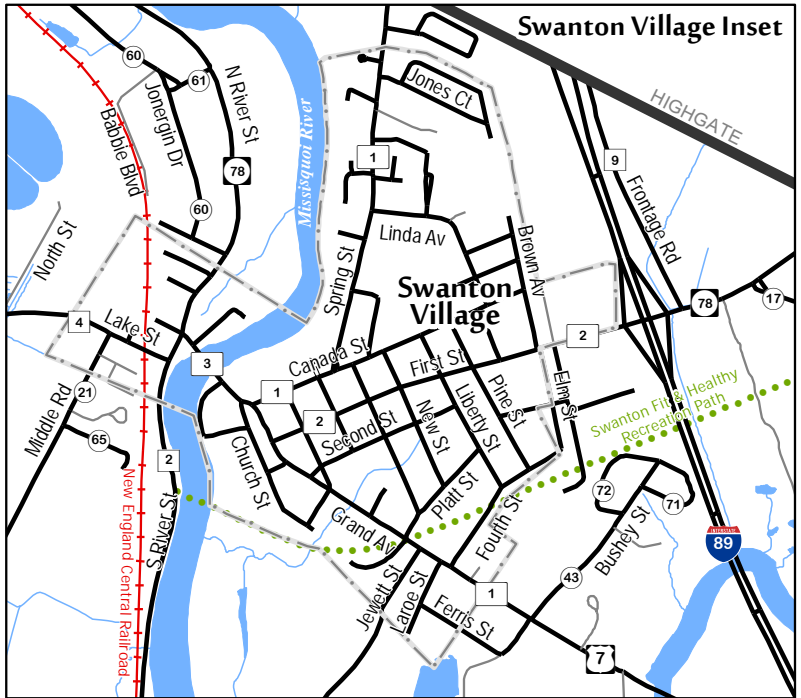 Swanton Village Inset
HIGHGATE
60
61
N River St
Jonergin Dr
Babbie Blvd
78
60
Missisquoi River
Jones Ct
1
9
Frontage Rd
North St
Linda Av
Brown Av
Spring St
Swanton
Village
78
17
4
Lake St
2
3
Canada St
First St
1
2
21
Middle Rd
65
Second St
New St
Liberty St
Pine St
Elm St
Swanton Fit & Healthy
Recreation Path
Church St
2
S River St
New England Central Railroad
Grand Av
Platt St
Fourth St
72
71
Bushey St
INTERSTATE
89
43
Jewett St
Laroe St
Ferris St
1
7